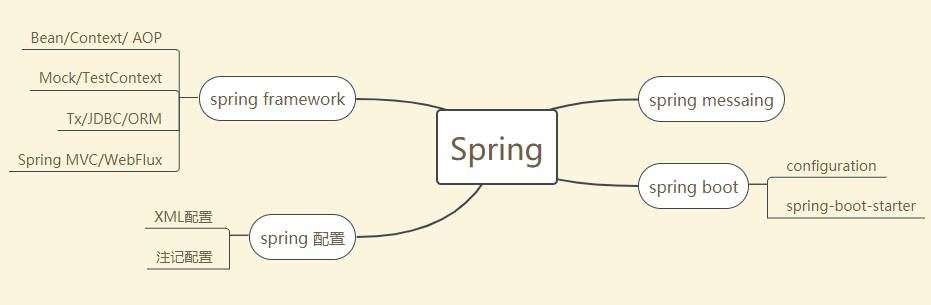 Spring
spring framework
Bean/Context/ AOP
Mock/TestContext
Tx/JDBC/ORM
Spring MVC/WebFlux
spring 配置
XML配置
注记配置
spring messaing
spring boot
configuration
spring-boot-starter